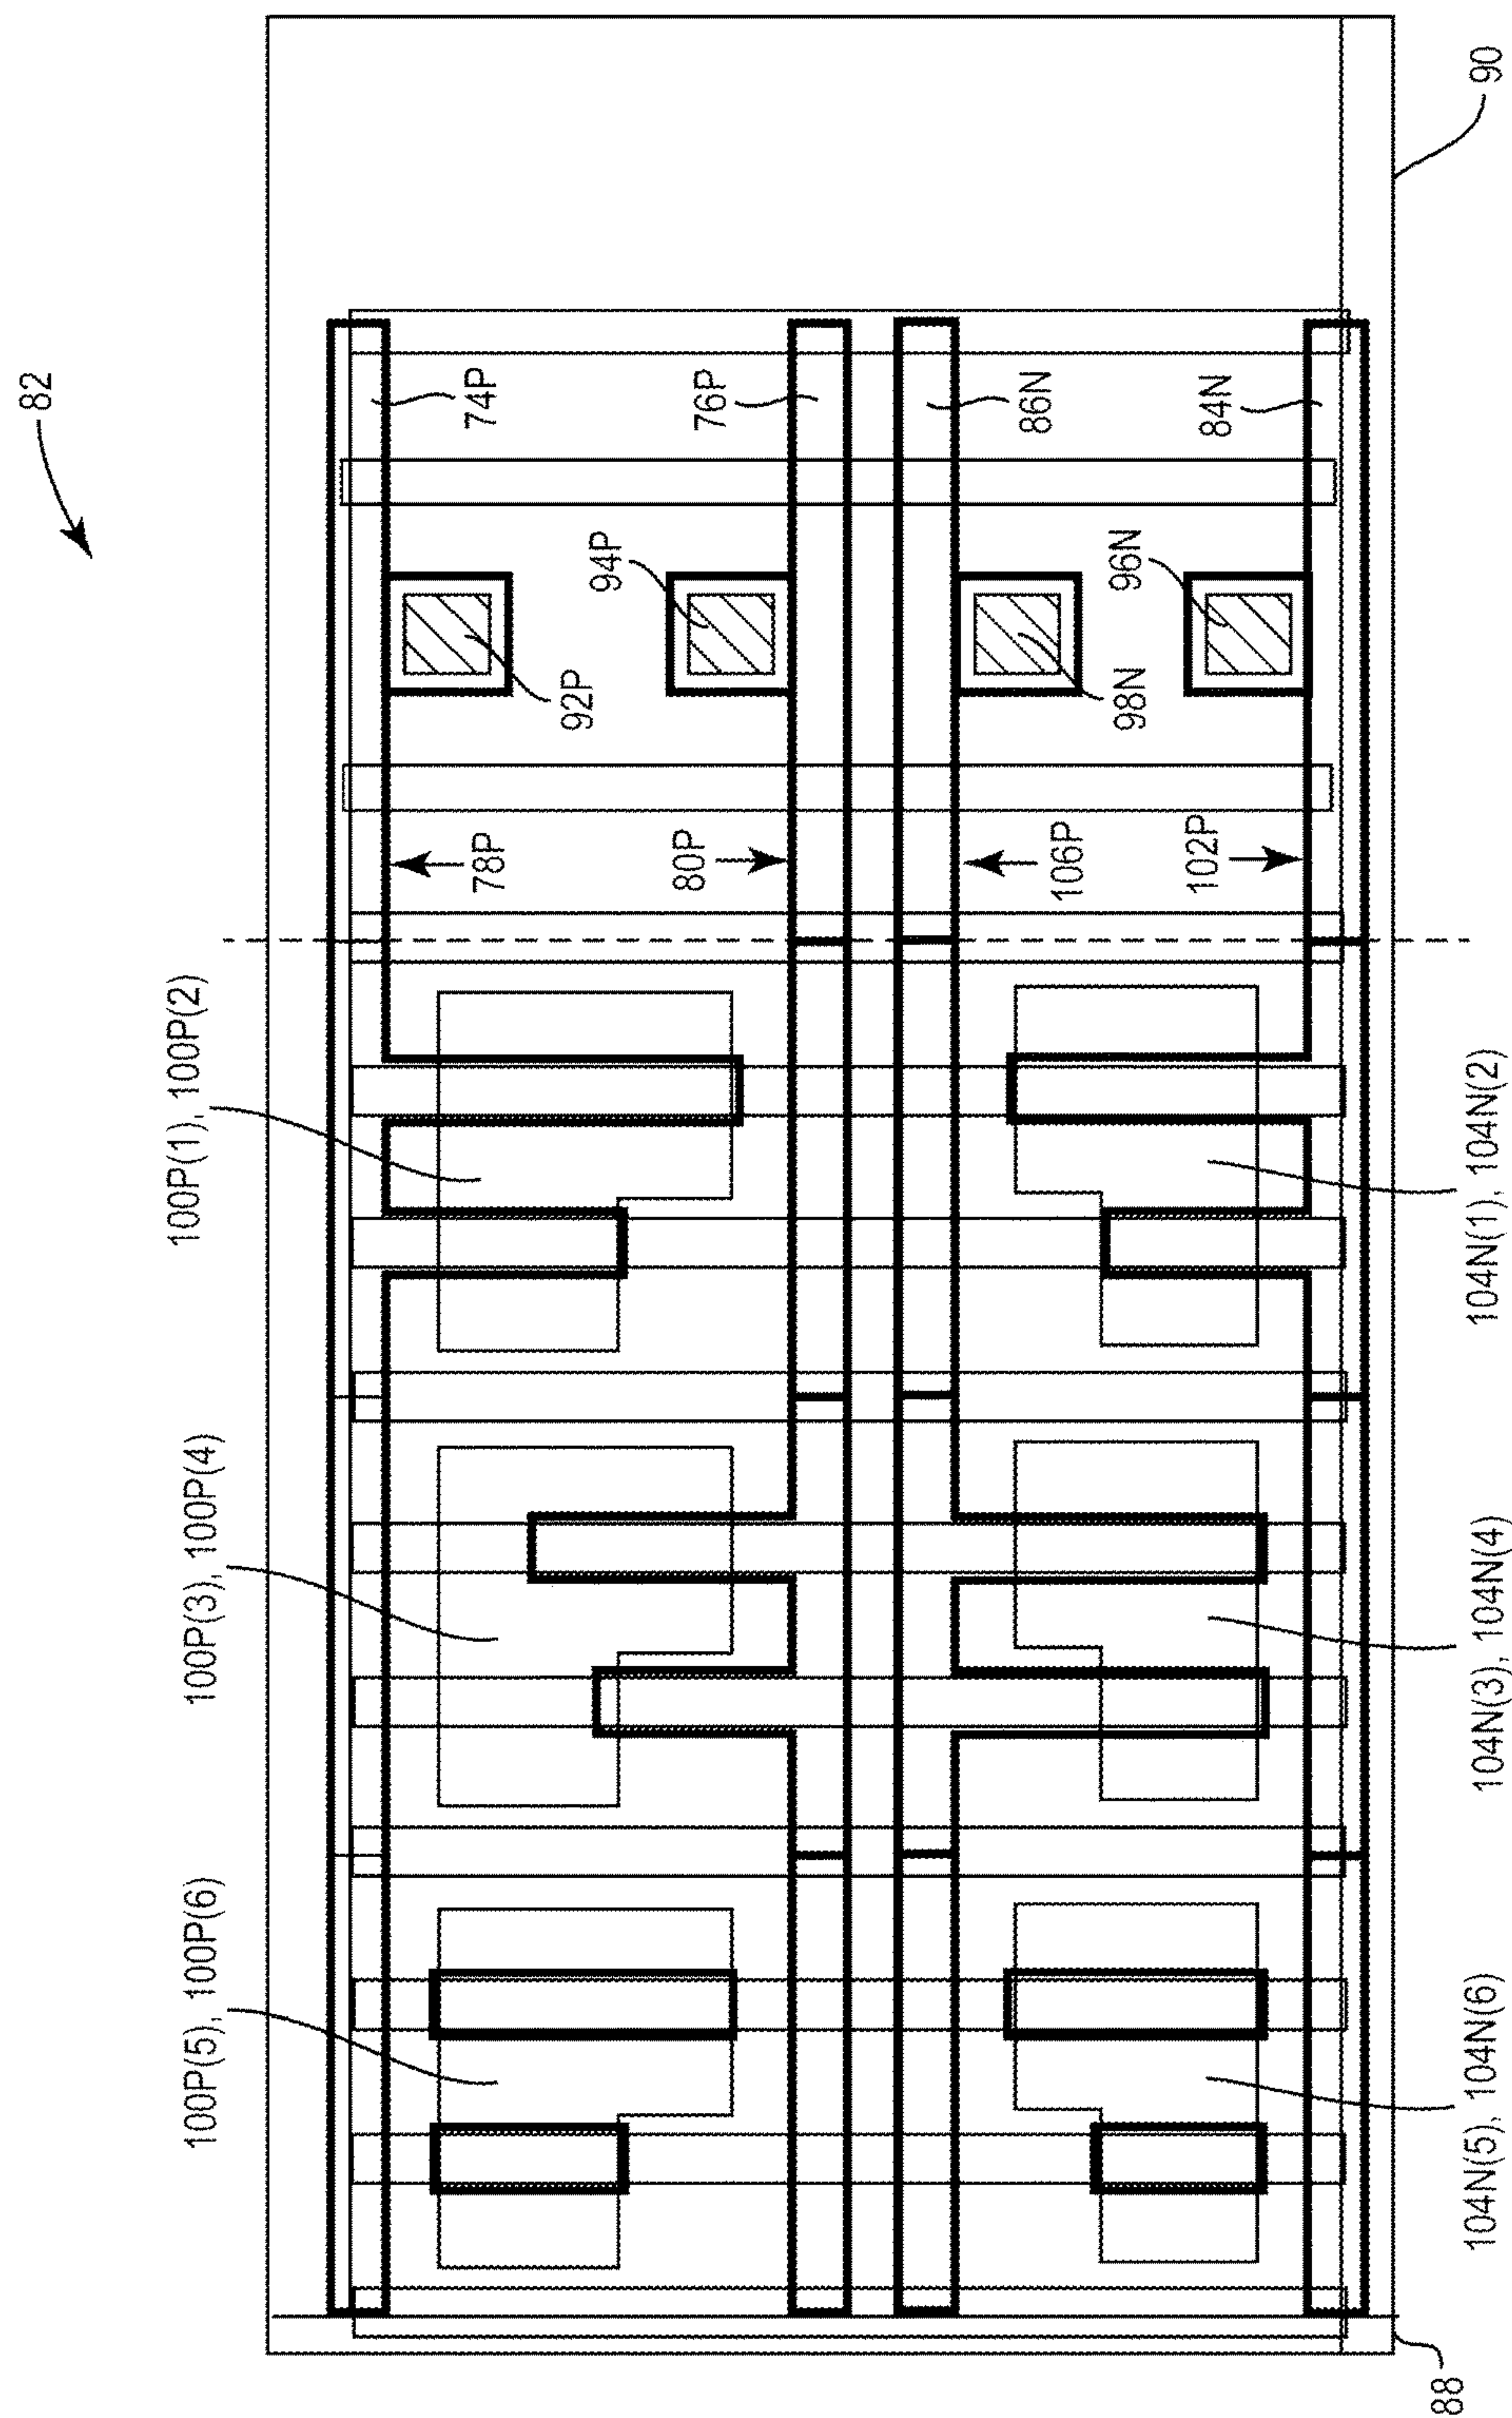 82
90
74P
76P
86N
84N
92P
94P
98N
96N
78P
80P
106P
102P
100P(1), 100P(2)
104N(1), 104N(2)
100P(3), 100P(4)
104N(3), 104N(4)
100P(5), 100P(6)
104N(5), 104N(6)
88